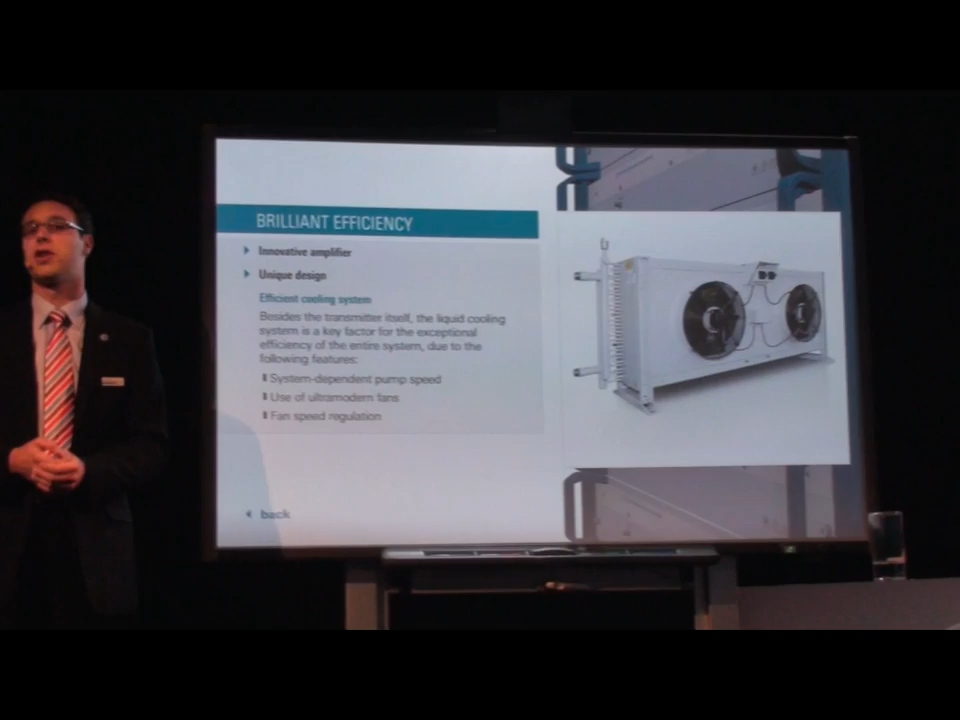 BRILLIANT EFFICIENCY
Innovative amplifier
Unique design
Efficient cooling system
Besides the transmitter itself, the liquid cooling
system is a key factor for the exceptional
efficiency of the entire system, due to the
following features:
System-dependent pump speed
Use of ultramodern fans
Fan speed regulation
back